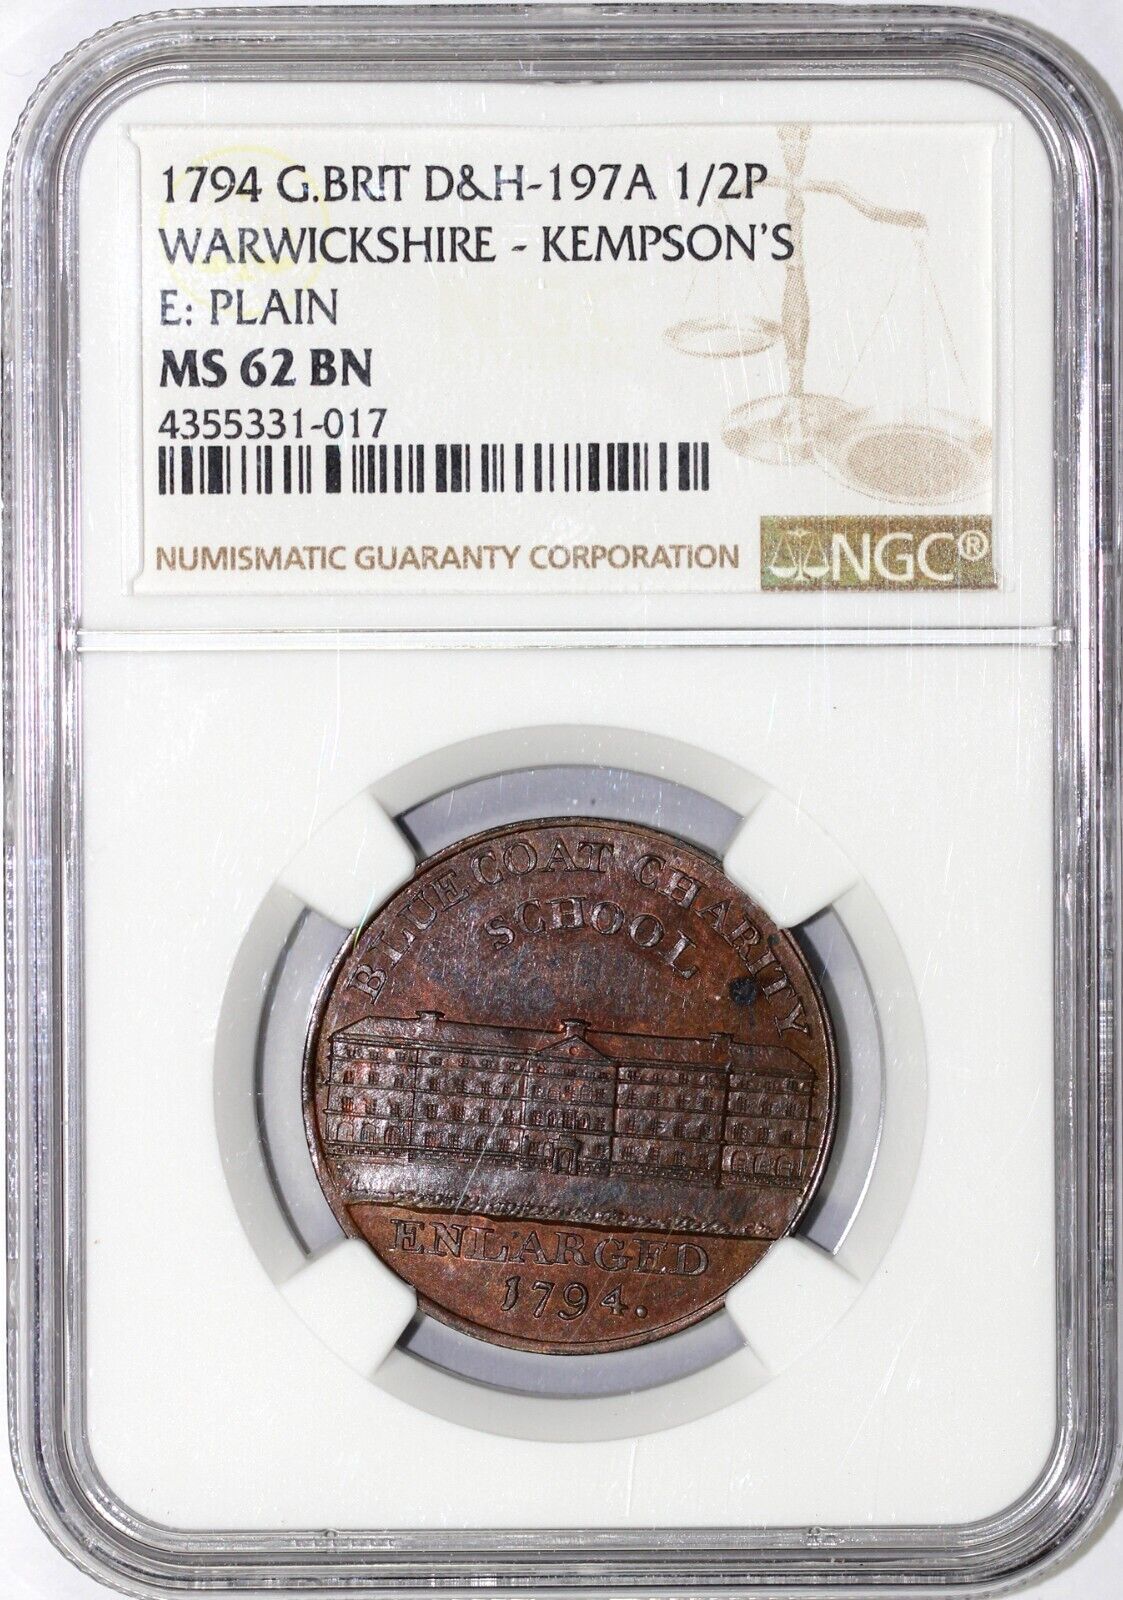 1794 G.BRIT D&H-197A 1/2P
WARWICKSHIRE - KEMPSON'S
E: PLAIN
MS 62 BN
4355331-017
NUMISMATIC GUARANTY CORPORATION NGC®
BLUE COAT CHARITY
SCHOOL
ENLARGED
1794.